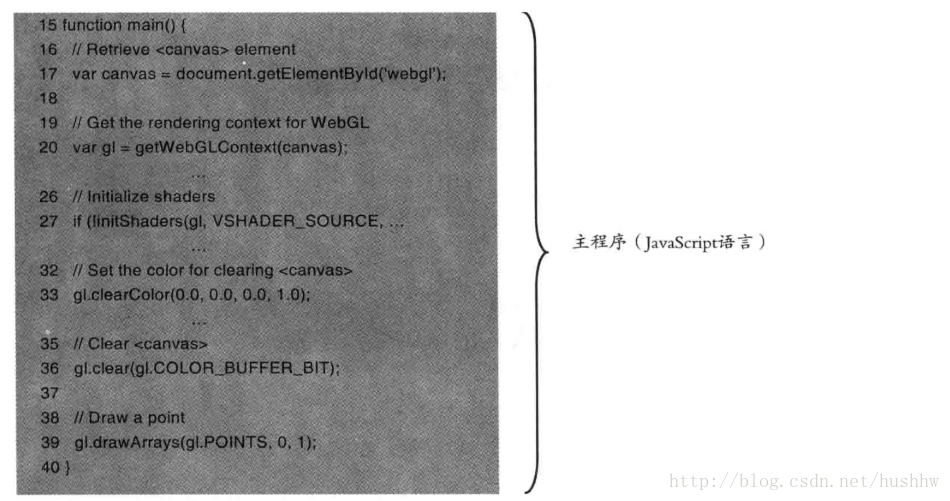 15 function main() {
16 // Retrieve <canvas> element
17 var canvas = document.getElementById('webgl');
18
19 // Get the rendering context for WebGL
20 var gl = getWebGLContext(canvas);
...
26 // Initialize shaders
27 if (!initShaders(gl, VSHADER_SOURCE, ...
...
32 // Set the color for clearing <canvas>
33 gl.clearColor(0.0, 0.0, 0.0, 1.0);
...
35 // Clear <canvas>
36 gl.clear(gl.COLOR_BUFFER_BIT);
37
38 // Draw a point
39 gl.drawArrays(gl.POINTS, 0, 1);
40 }
主程序（JavaScript语言）
http://blog.csdn.net/hushhw